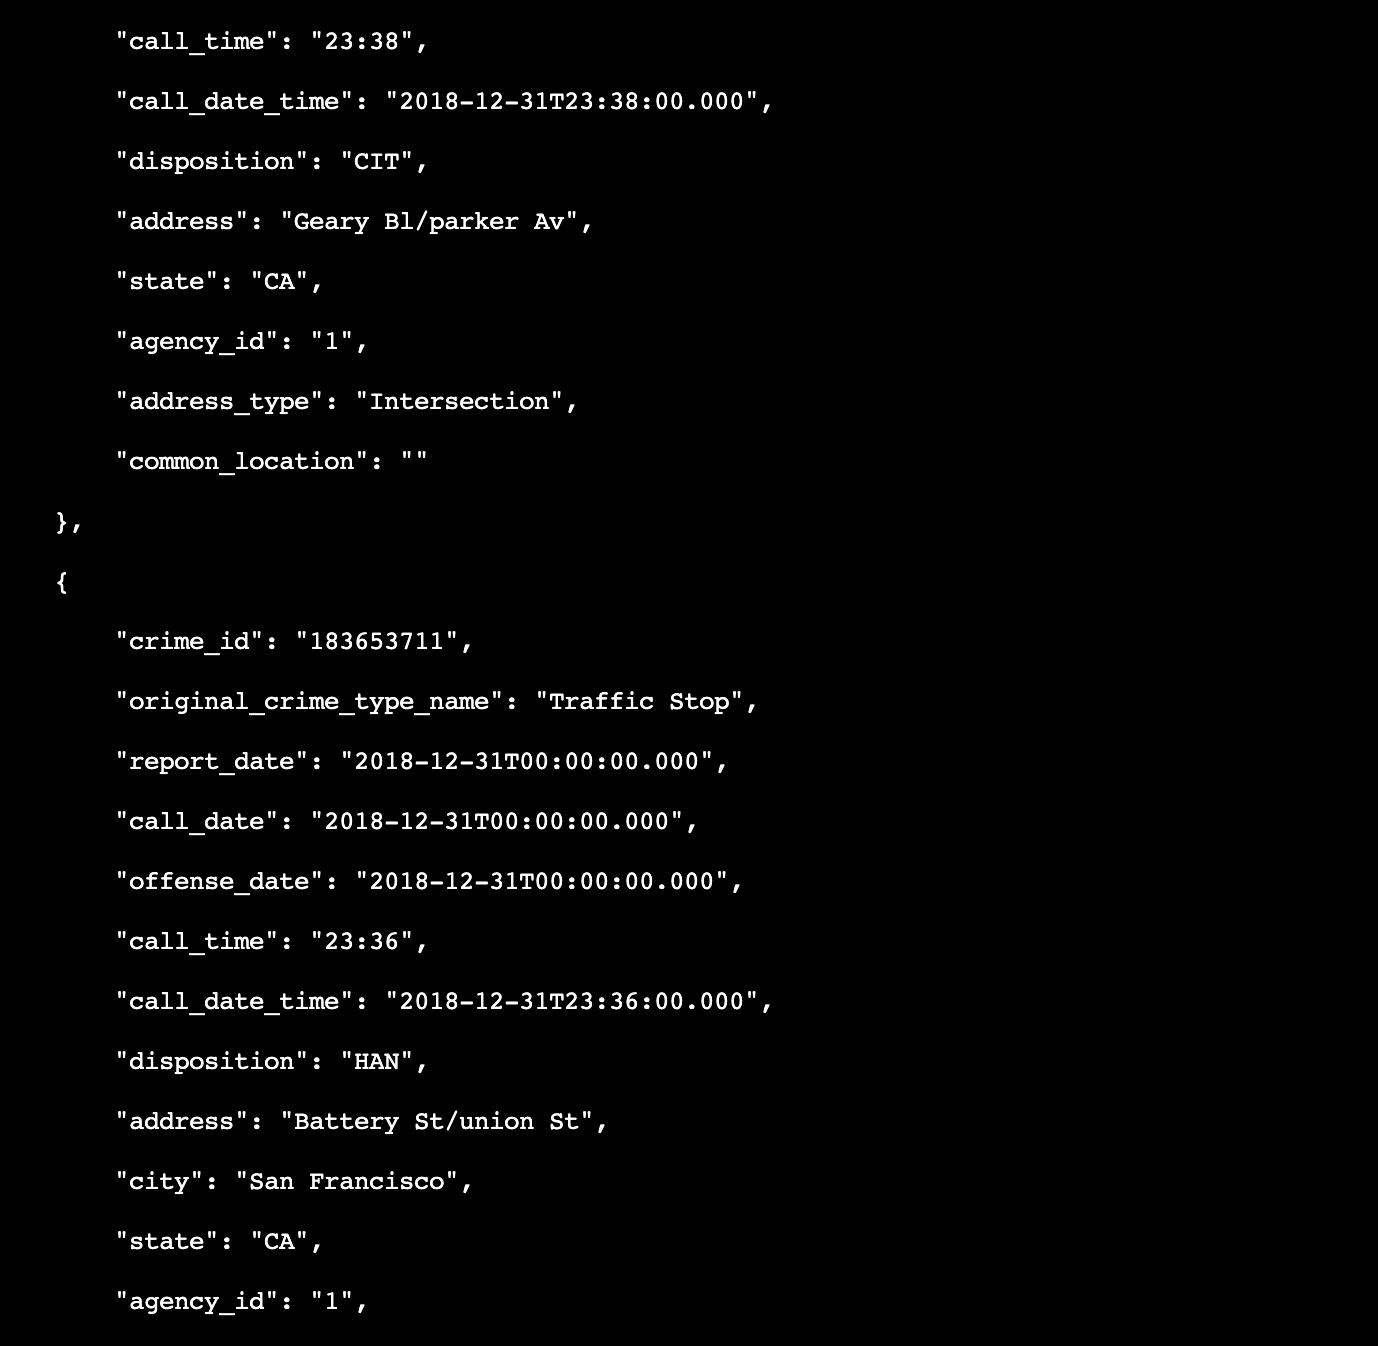 "call_time": "23:38",
"call_date_time": "2018-12-31T23:38:00.000",
"disposition": "CIT",
"address": "Geary Bl/parker Av",
"state": "CA",
"agency_id": "1",
"address_type": "Intersection",
"common_location": ""
},
{
"crime_id": "183653711",
"original_crime_type_name": "Traffic Stop",
"report_date": "2018-12-31T00:00:00.000",
"call_date": "2018-12-31T00:00:00.000",
"offense_date": "2018-12-31T00:00:00.000",
"call_time": "23:36",
"call_date_time": "2018-12-31T23:36:00.000",
"disposition": "HAN",
"address": "Battery St/union St",
"city": "San Francisco",
"state": "CA",
"agency_id": "1",